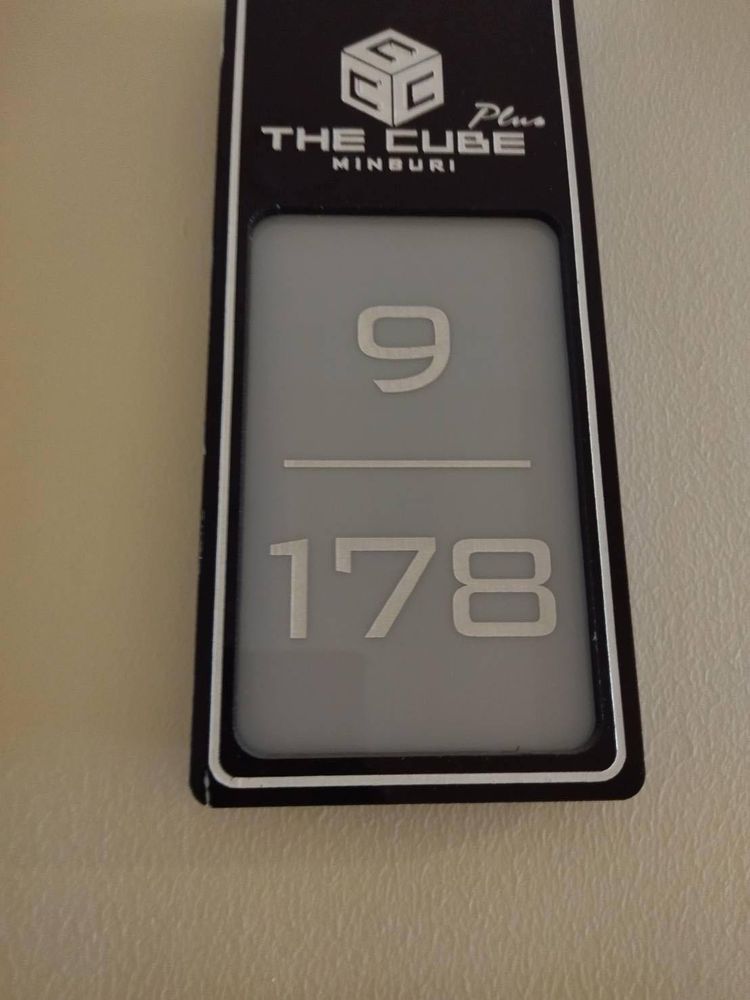 Plus
THE CUBE
MINBURI
9
178